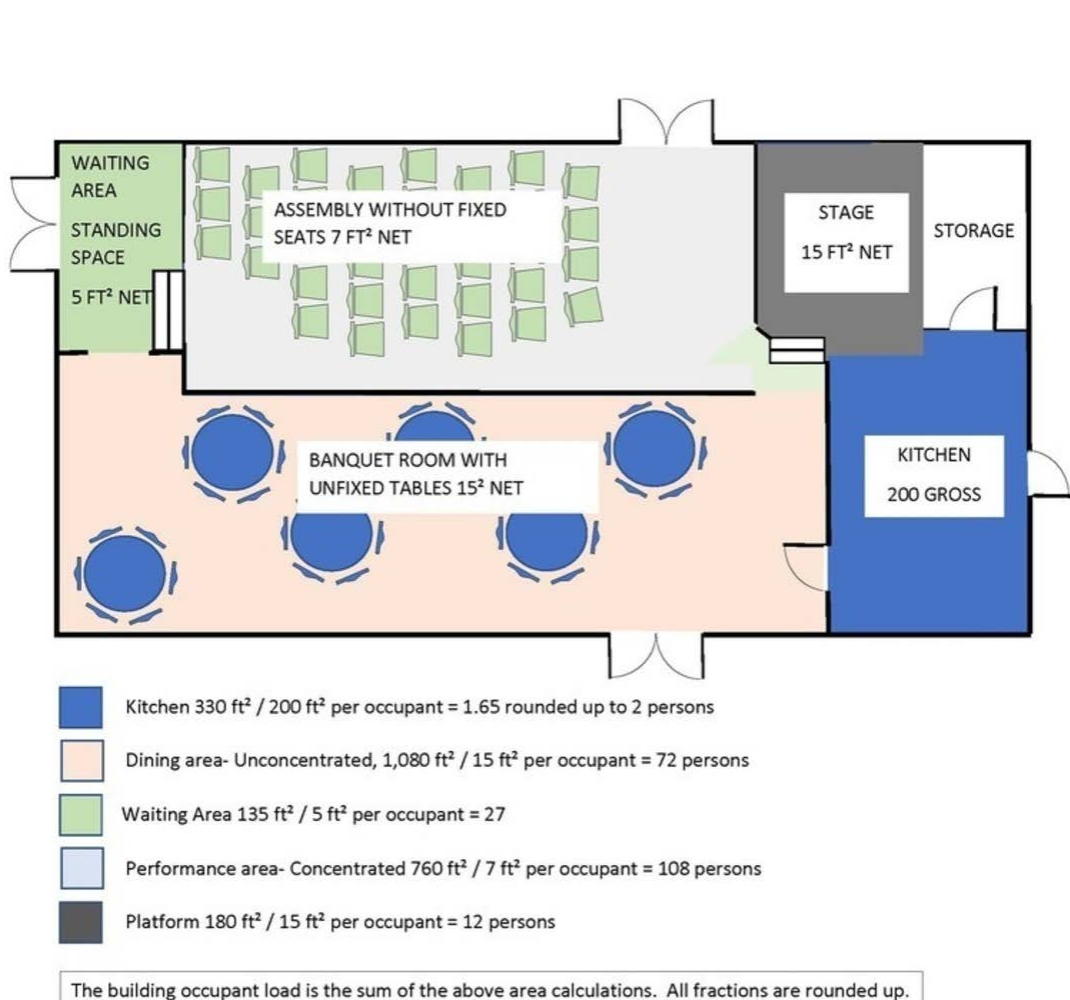 WAITING
AREA
STANDING
SPACE
5 FT² NET
ASSEMBLY WITHOUT FIXED
SEATS 7 FT² NET
STAGE
15 FT² NET
STORAGE
BANQUET ROOM WITH
UNFIXED TABLES 15² NET
KITCHEN
200 GROSS
Kitchen 330 ft² / 200 ft² per occupant = 1.65 rounded up to 2 persons
Dining area- Unconcentrated, 1,080 ft² / 15 ft² per occupant = 72 persons
Waiting Area 135 ft² / 5 ft² per occupant = 27
Performance area- Concentrated 760 ft² / 7 ft² per occupant = 108 persons
Platform 180 ft² / 15 ft² per occupant = 12 persons
The building occupant load is the sum of the above area calculations. All fractions are rounded up.